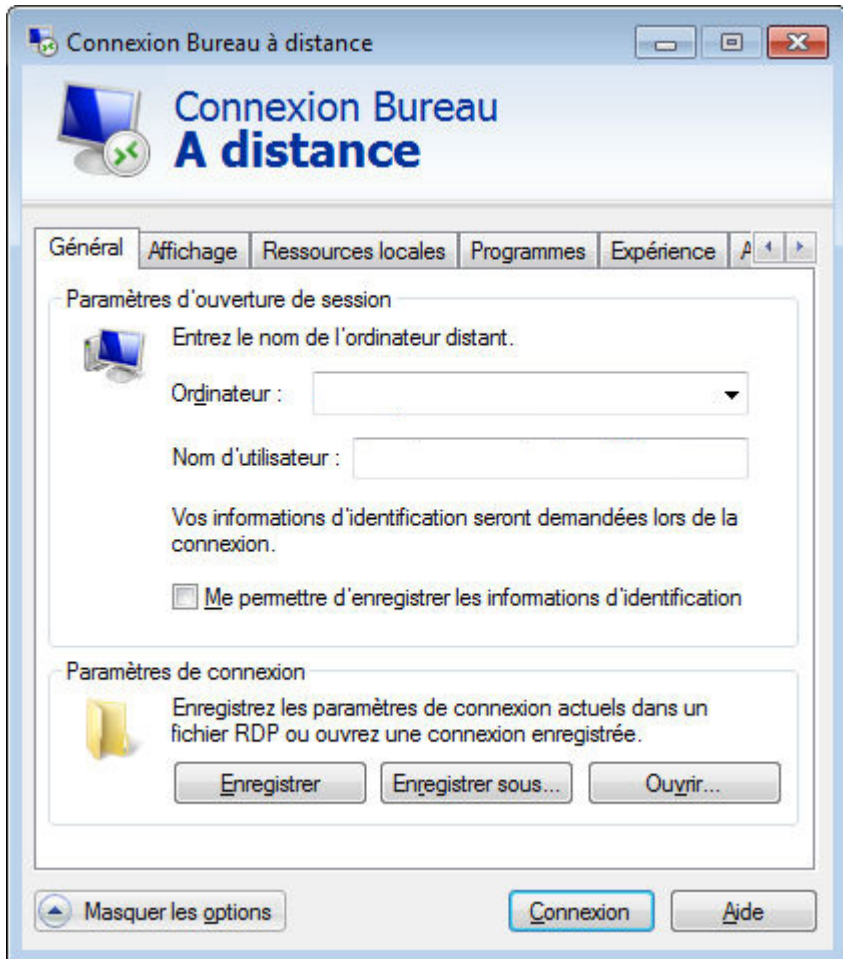 Connexion Bureau à distance
Connexion Bureau
A distance
Général Affichage Ressources locales Programmes Expérience A
Paramètres d'ouverture de session
Entrez le nom de l'ordinateur distant.
Ordinateur :
Nom d'utilisateur :
Vos informations d'identification seront demandées lors de la
connexion.
Me permettre d'enregistrer les informations d'identification
Paramètres de connexion
Enregistrez les paramètres de connexion actuels dans un
fichier RDP ou ouvrez une connexion enregistrée.
Enregistrer Enregistrer sous... Ouvrir...
Masquer les options Connexion Aide